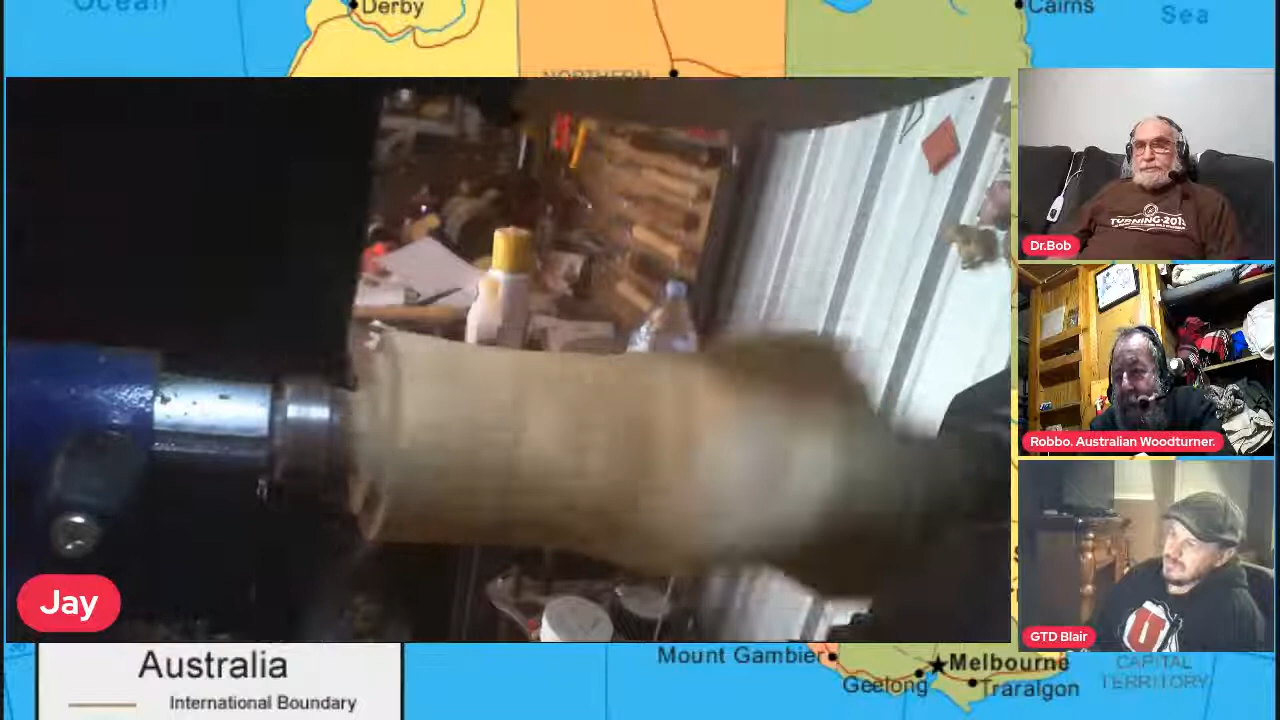 Ocean
Derby
Cairns
Sea
NORTHERN
TURNING-201
Dr.Bob
Robbo. Australian Woodturner.
Jay
GTD Blair
U
Australia
International Boundary
Mount Gambier
Melbourne
Geelong
Traralgon
CAPITAL
TERRITORY